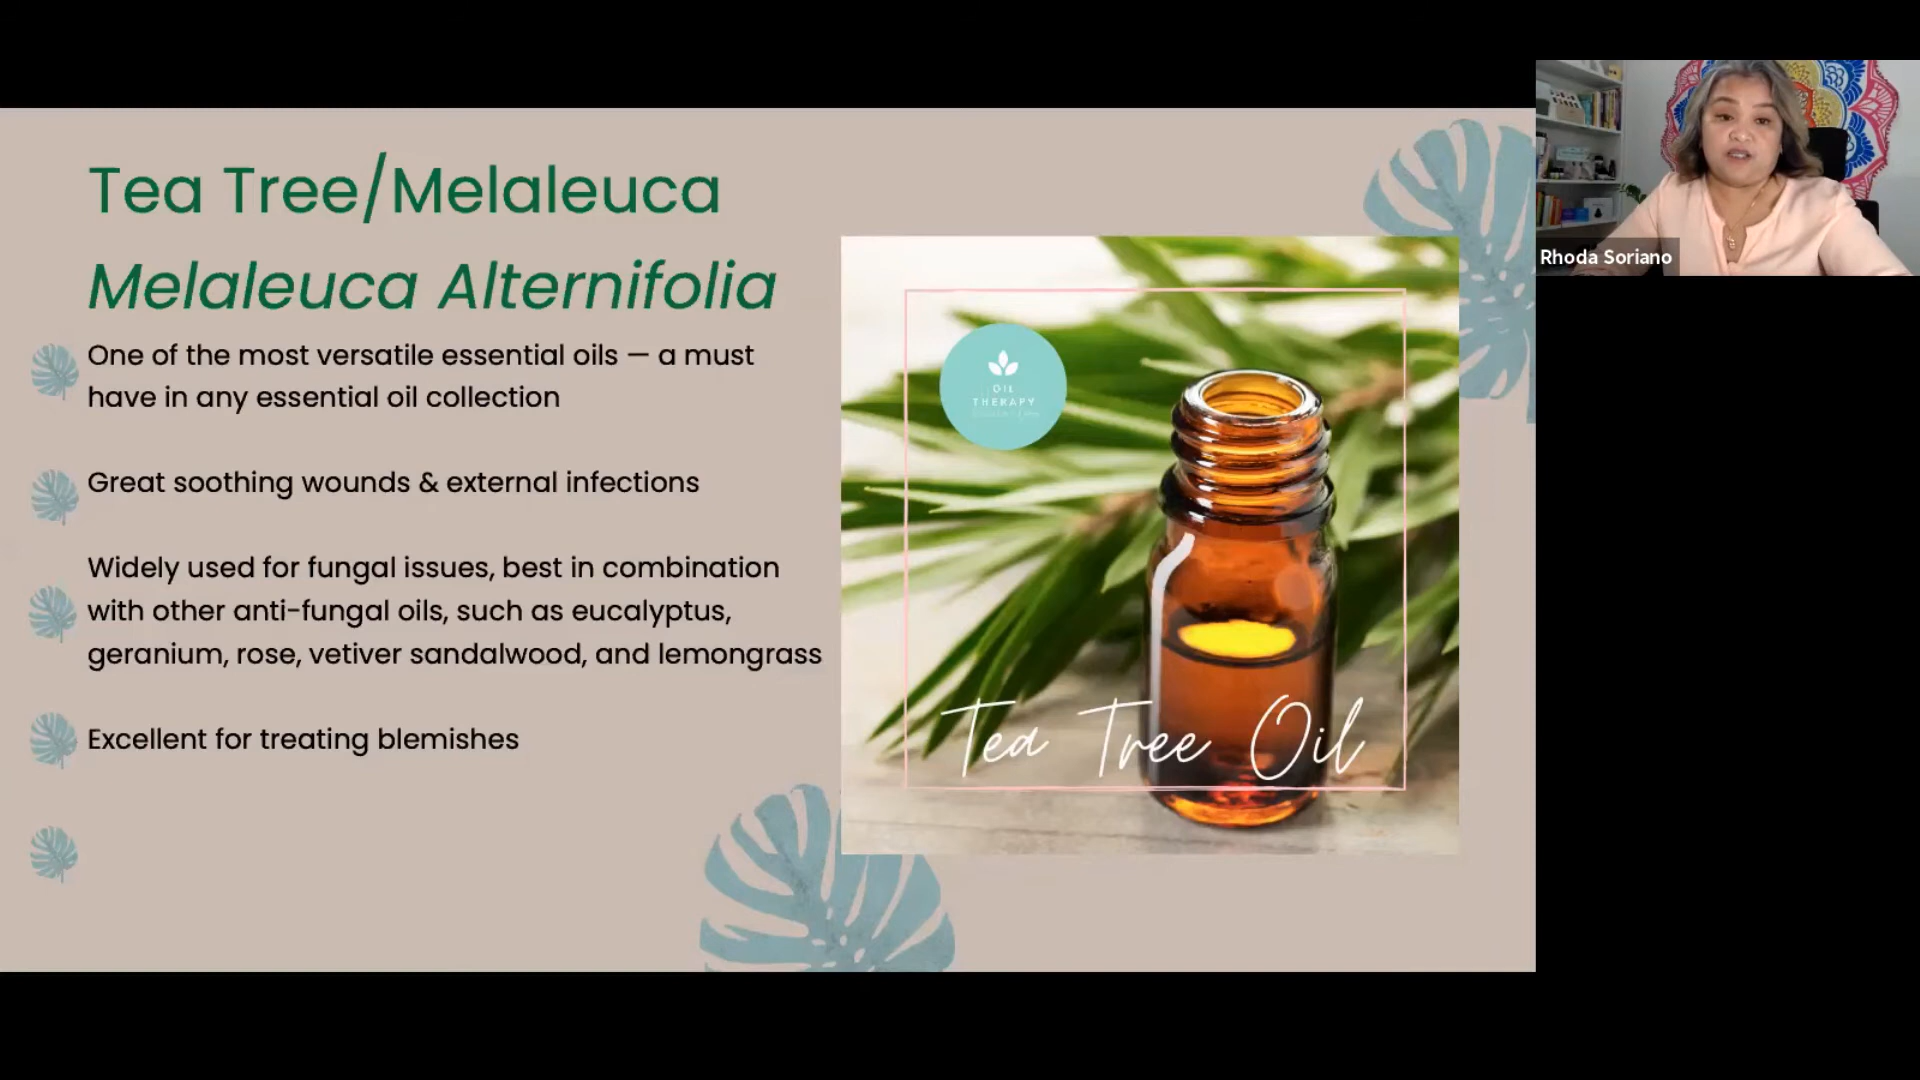 Tea Tree/Melaleuca
Melaleuca Alternifolia
One of the most versatile essential oils — a must
have in any essential oil collection
Great soothing wounds & external infections
Widely used for fungal issues, best in combination
with other anti-fungal oils, such as eucalyptus,
geranium, rose, vetiver sandalwood, and lemongrass
Excellent for treating blemishes
OIL
THERAPY
Tea Tree Oil
Rhoda Soriano